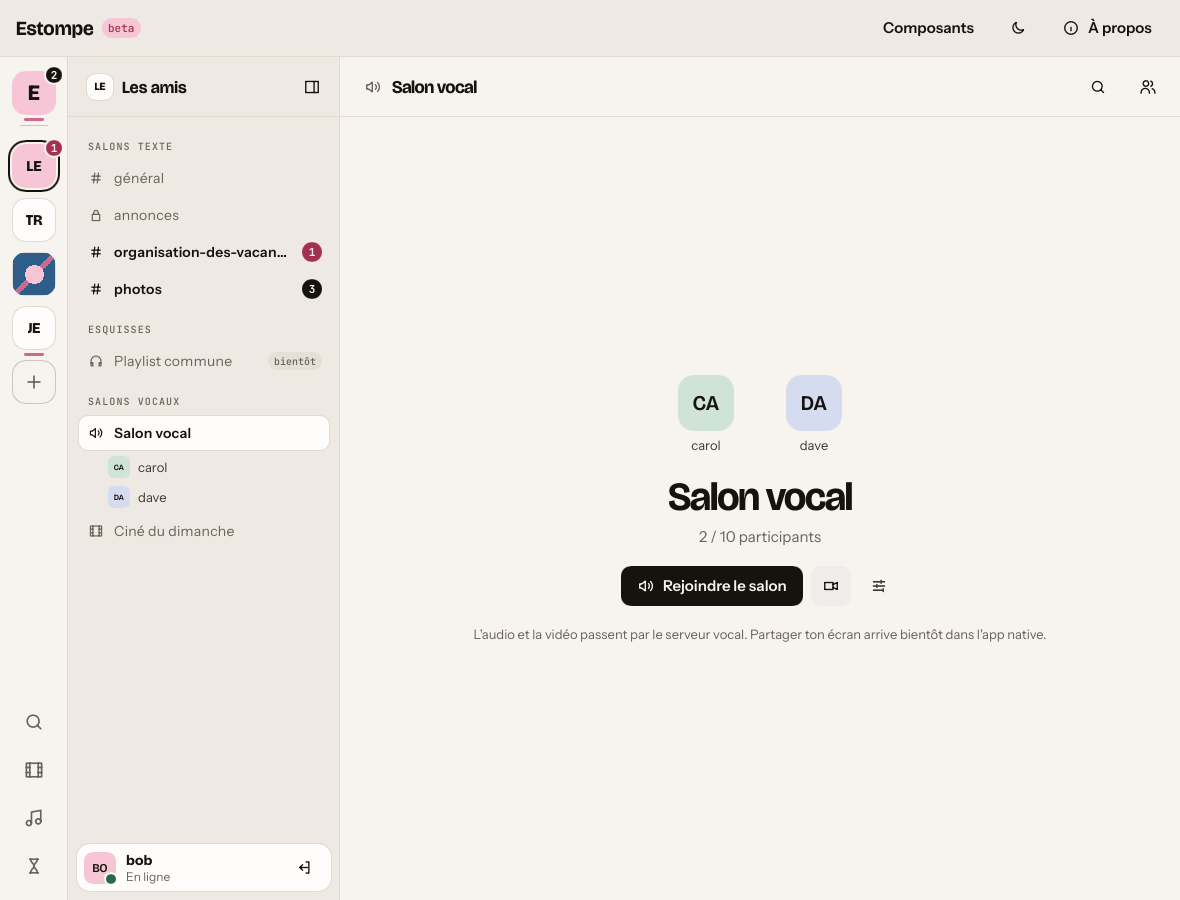 Estompe beta
Composants
À propos
E
2
LE
1
TR
JE
LE Les amis
SALONS TEXTE
général
annonces
organisation-des-vacan... 1
photos 3
ESQUISSES
Playlist commune bientôt
SALONS VOCAUX
Salon vocal
CA carol
DA dave
Ciné du dimanche
BO bob
En ligne
Salon vocal
CA DA
carol dave
Salon vocal
2 / 10 participants
Rejoindre le salon
L'audio et la vidéo passent par le serveur vocal. Partager ton écran arrive bientôt dans l'app native.